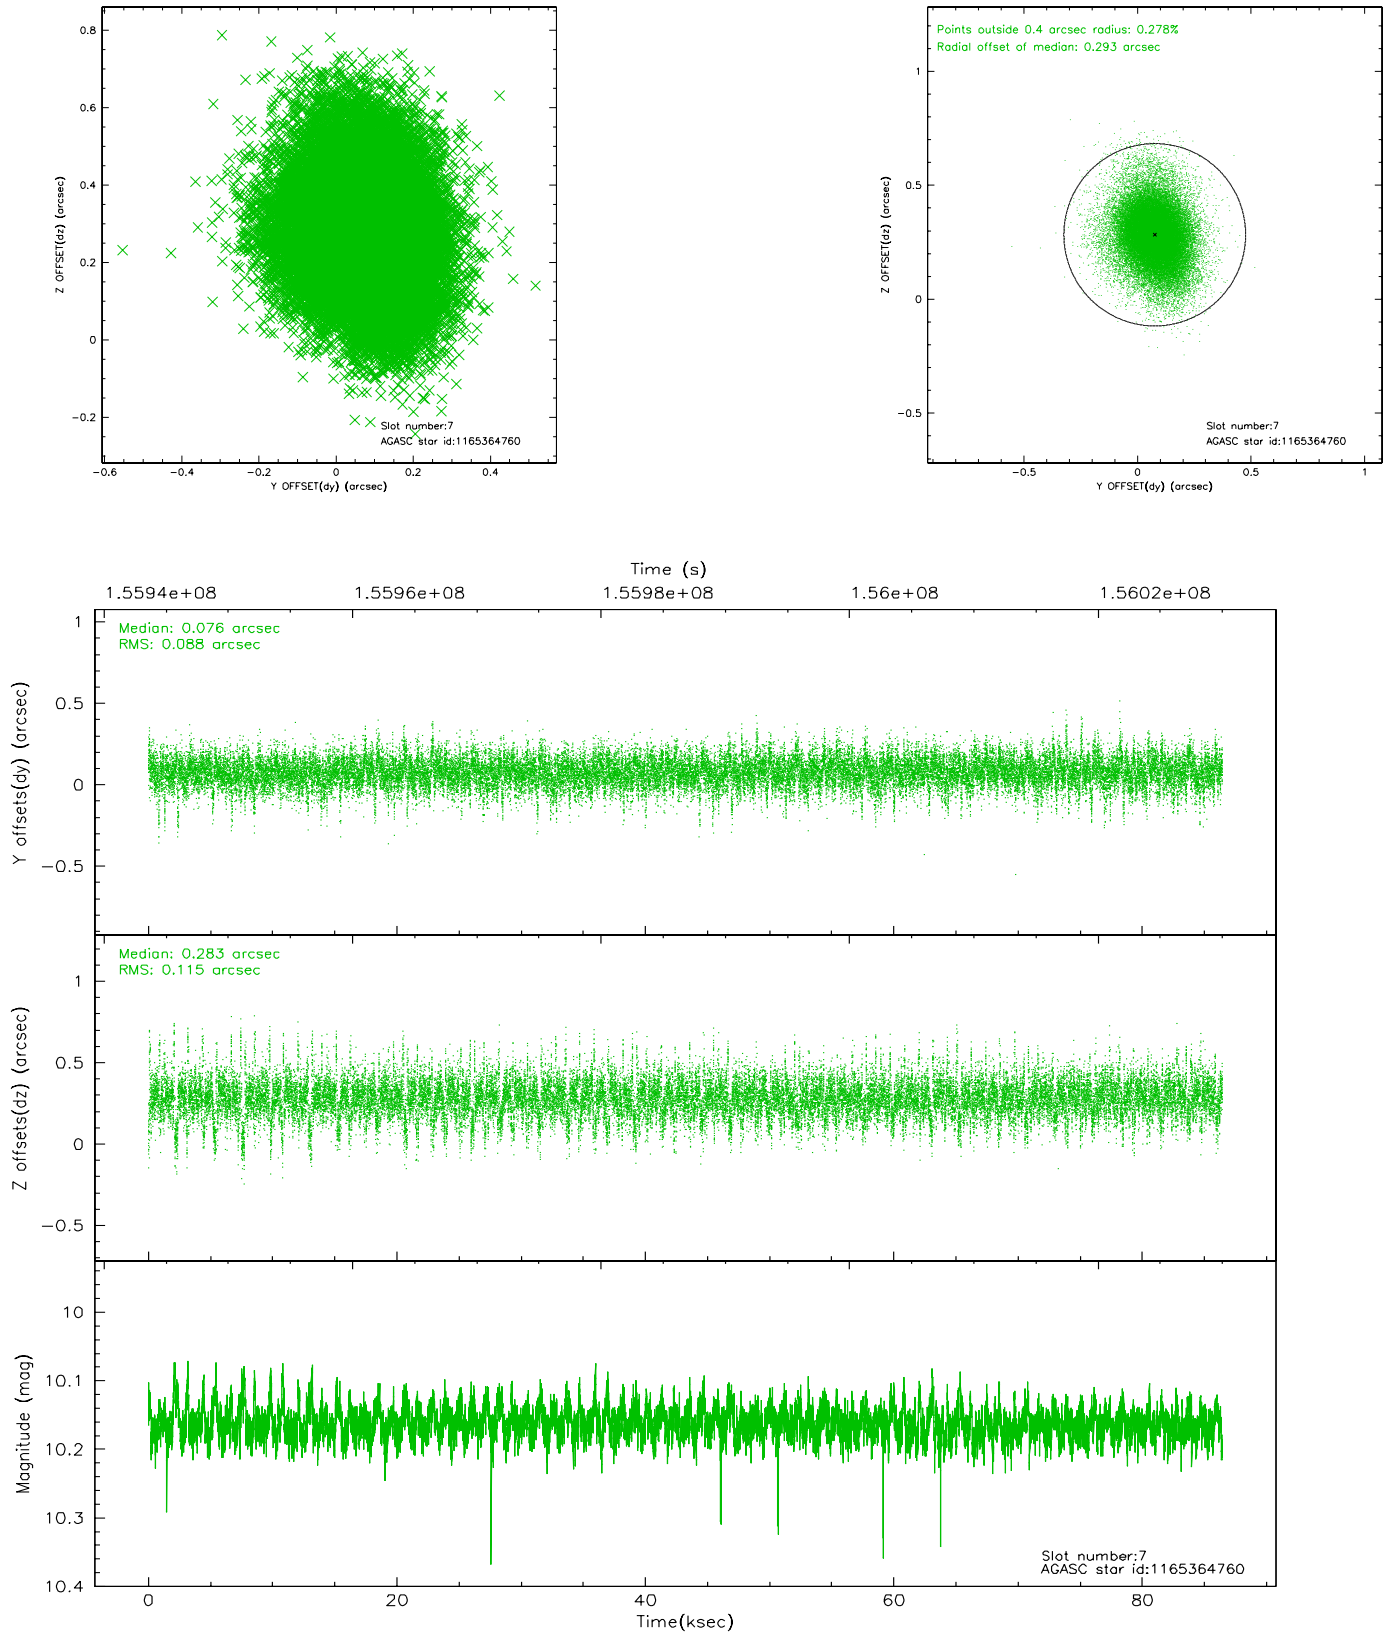 0.8
0.6
0.4
0.2
0
−0.2
Z OFFSET(dz) (arcsec)
Slot number:7
AGASC star id:1165364760
−0.6 −0.4 −0.2 0 0.2 0.4 0.6
Y OFFSET(dy) (arcsec)
Points outside 0.4 arcsec radius: 0.278%
Radial offset of median: 0.293 arcsec
1
0.5
0
−0.5
Z OFFSET(dz) (arcsec)
Slot number:7
AGASC star id:1165364760
−0.5 0 0.5 1
Y OFFSET(dy) (arcsec)
Time (s)
1.5594e+08 1.5596e+08 1.5598e+08 1.56e+08 1.5602e+08
Median: 0.076 arcsec
RMS: 0.088 arcsec
1
0.5
0
−0.5
Y offsets(dy) (arcsec)
Median: 0.283 arcsec
RMS: 0.115 arcsec
1
0.5
0
−0.5
Z offsets(dz) (arcsec)
10
10.1
10.2
10.3
10.4
Magnitude (mag)
Slot number:7
AGASC star id:1165364760
0 20 40 60 80
Time(ksec)